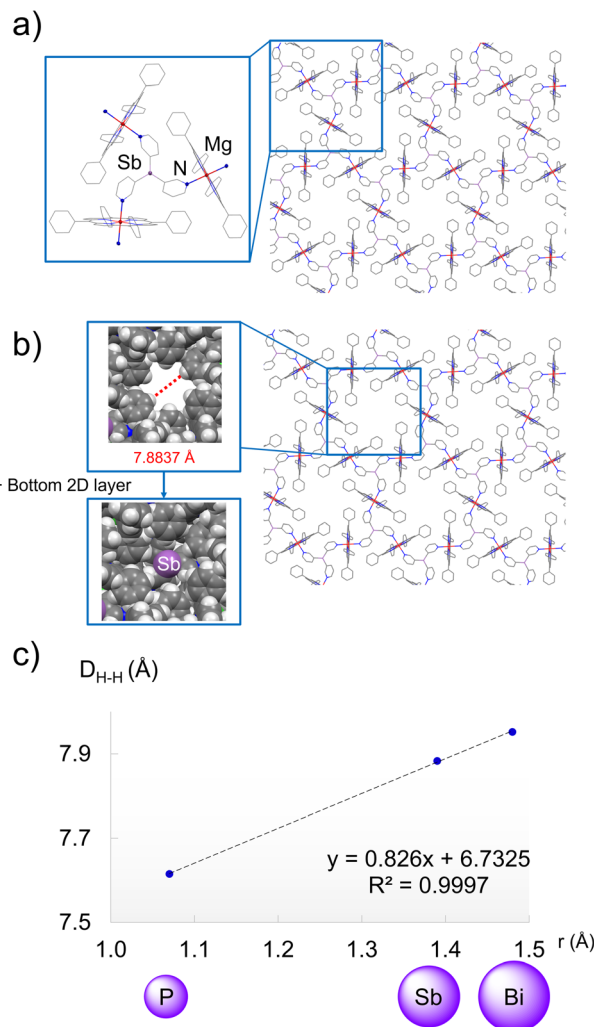 a)
Sb
N
Mg
b)
7.8837 Å
Bottom 2D layer
Sb
c)
D_H-H (Å)
7.9
7.7
7.5
y = 0.826x + 6.7325
R² = 0.9997
1.0 1.1 1.2 1.3 1.4 1.5 r (Å)
P Sb Bi